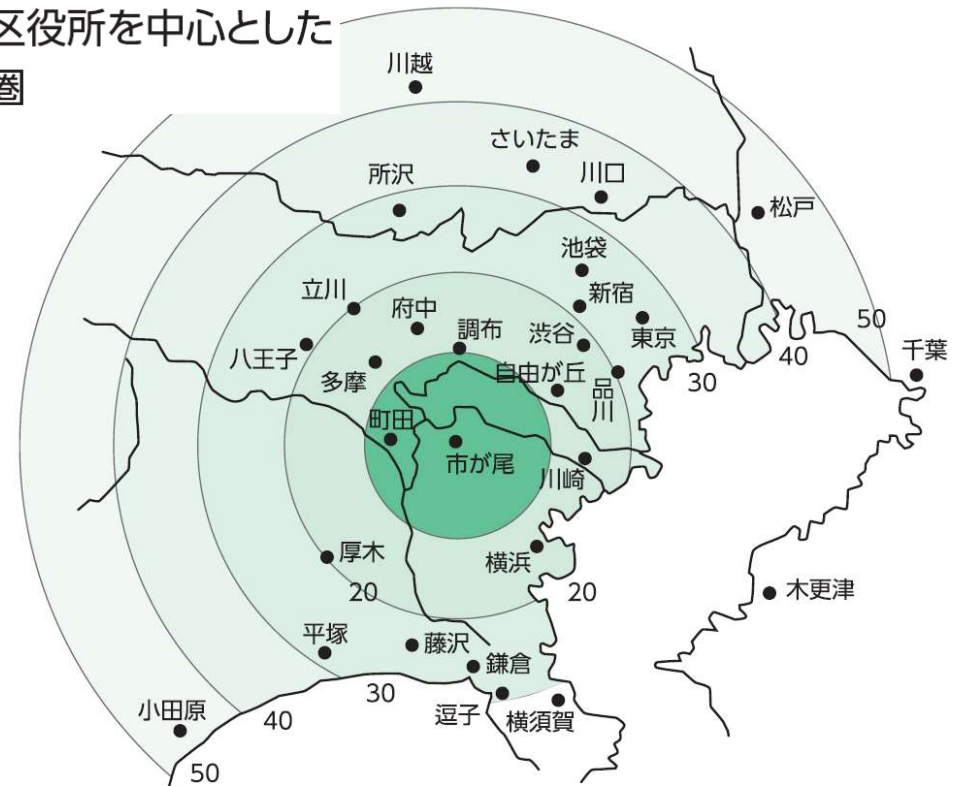 区役所を中心とした
圏
川越
さいたま
川口
所沢
松戸
池袋
新宿
東京
立川
府中
調布
渋谷
八王子
多摩
自由が丘
品川
50
40
30
千葉
町田
市が尾
川崎
厚木
横浜
20
20
木更津
平塚
藤沢
鎌倉
30
逗子
横須賀
小田原
40
50